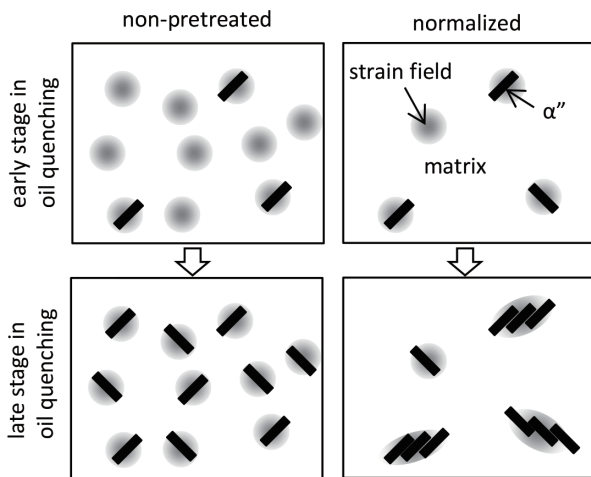 non-pretreated
normalized
early stage in
oil quenching
strain field
α”
matrix
late stage in
oil quenching